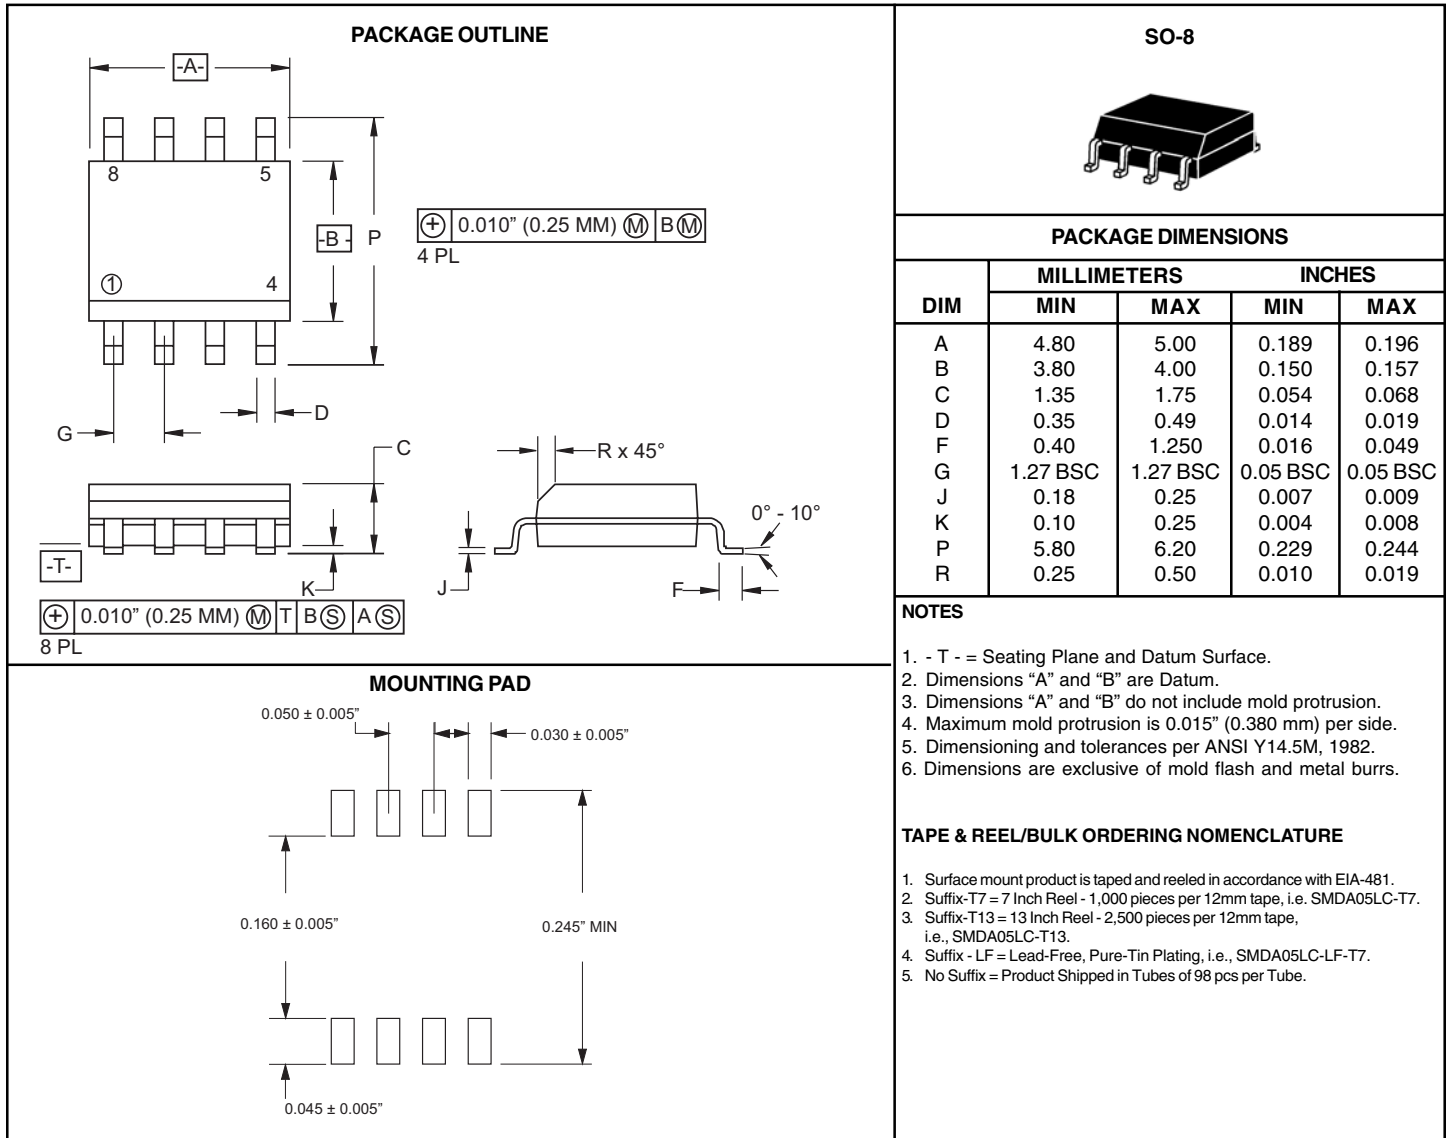 PACKAGE OUTLINE
-A-
8 5
-B -
P
① 4
⊕ 0.010” (0.25 MM) Ⓜ BⓂ
4 PL
D
G
C
R x 45°
0° - 10°
-T-
K
J
F
⊕ 0.010” (0.25 MM) Ⓜ T BⓈ AⓈ
8 PL
MOUNTING PAD
0.050 ± 0.005”
0.030 ± 0.005”
0.160 ± 0.005”
0.245” MIN
0.045 ± 0.005”
SO-8
PACKAGE DIMENSIONS
MILLIMETERS INCHES
DIM MIN MAX MIN MAX
A 4.80 5.00 0.189 0.196
B 3.80 4.00 0.150 0.157
C 1.35 1.75 0.054 0.068
D 0.35 0.49 0.014 0.019
F 0.40 1.250 0.016 0.049
G 1.27 BSC 1.27 BSC 0.05 BSC 0.05 BSC
J 0.18 0.25 0.007 0.009
K 0.10 0.25 0.004 0.008
P 5.80 6.20 0.229 0.244
R 0.25 0.50 0.010 0.019
NOTES
1. - T - = Seating Plane and Datum Surface.
2. Dimensions “A” and “B” are Datum.
3. Dimensions “A” and “B” do not include mold protrusion.
4. Maximum mold protrusion is 0.015” (0.380 mm) per side.
5. Dimensioning and tolerances per ANSI Y14.5M, 1982.
6. Dimensions are exclusive of mold flash and metal burrs.
TAPE & REEL/BULK ORDERING NOMENCLATURE
1. Surface mount product is taped and reeled in accordance with EIA-481.
2. Suffix-T7 = 7 Inch Reel - 1,000 pieces per 12mm tape, i.e. SMDA05LC-T7.
3. Suffix-T13 = 13 Inch Reel - 2,500 pieces per 12mm tape,
i.e., SMDA05LC-T13.
4. Suffix - LF = Lead-Free, Pure-Tin Plating, i.e., SMDA05LC-LF-T7.
5. No Suffix = Product Shipped in Tubes of 98 pcs per Tube.